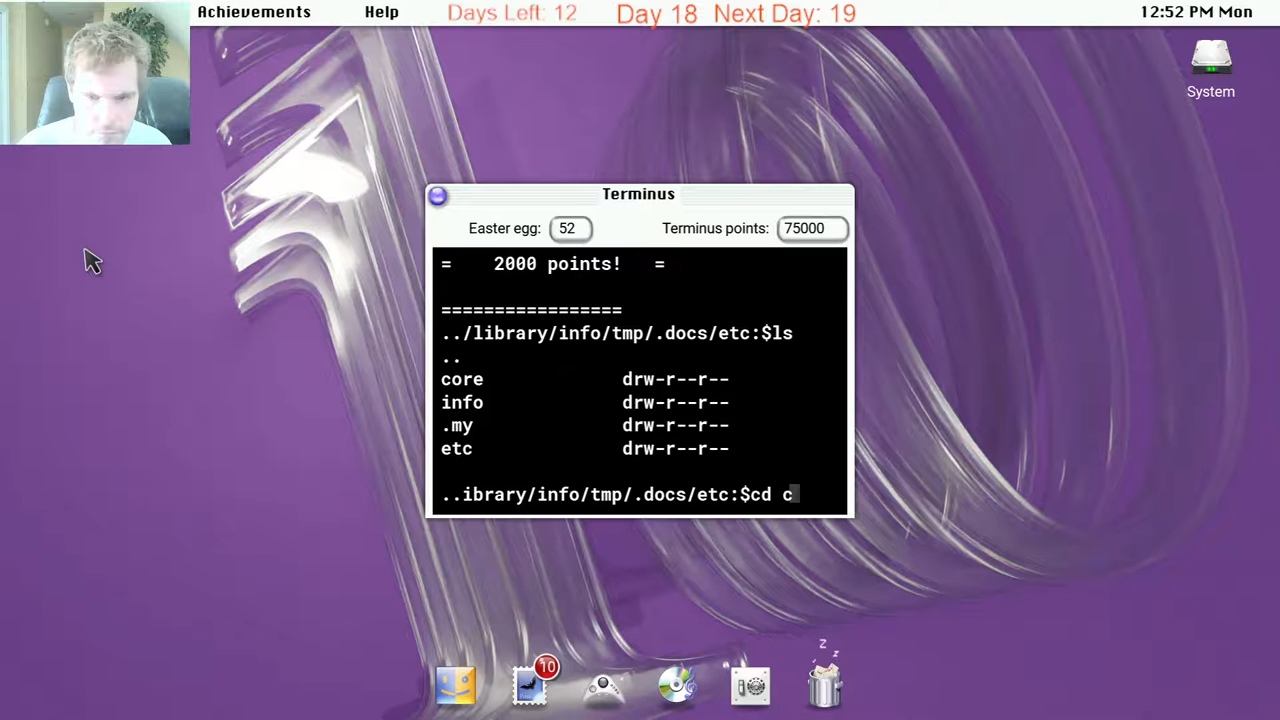 Achievements Help Days Left: 12 Day 18 Next Day: 19 12:52 PM Mon
System
Terminus
Easter egg: 52 Terminus points: 75000
= 2000 points! =
=================
../library/info/tmp/.docs/etc:$ls
..
core drw-r--r--
info drw-r--r--
.my drw-r--r--
etc drw-r--r--
..ibrary/info/tmp/.docs/etc:$cd c
z
z
10